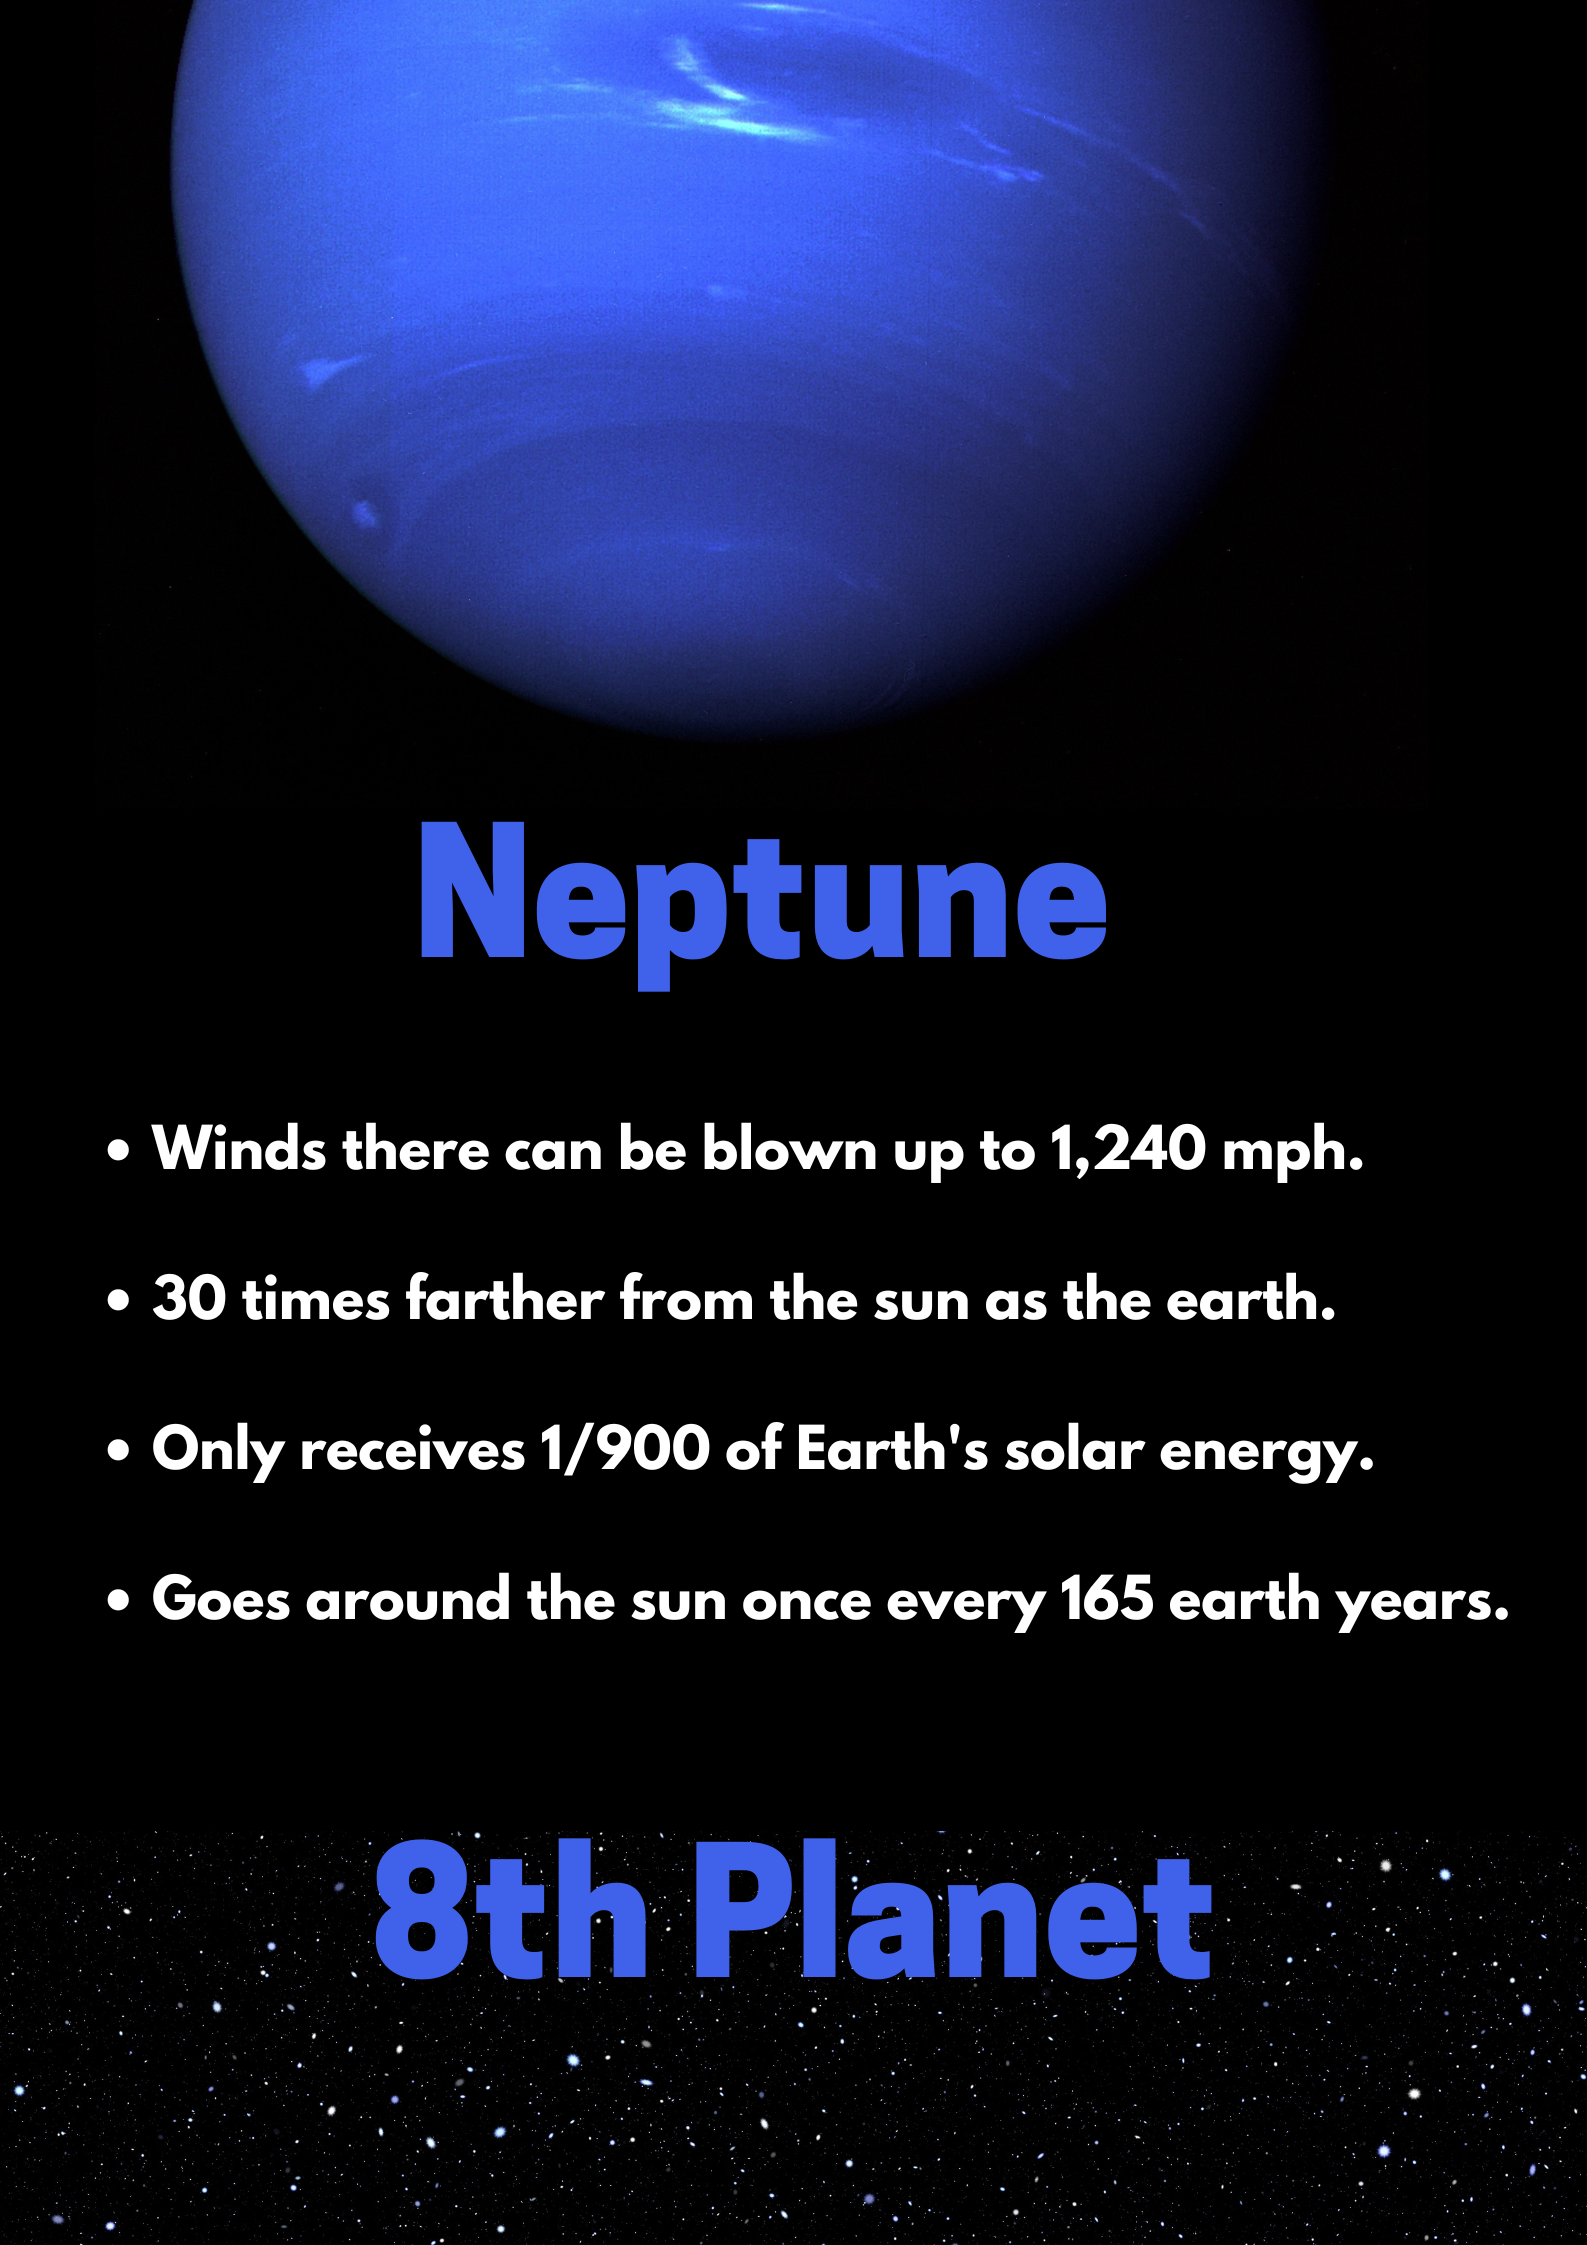 Neptune
• Winds there can be blown up to 1,240 mph.
• 30 times farther from the sun as the earth.
• Only receives 1/900 of Earth's solar energy.
• Goes around the sun once every 165 earth years.
8th Planet